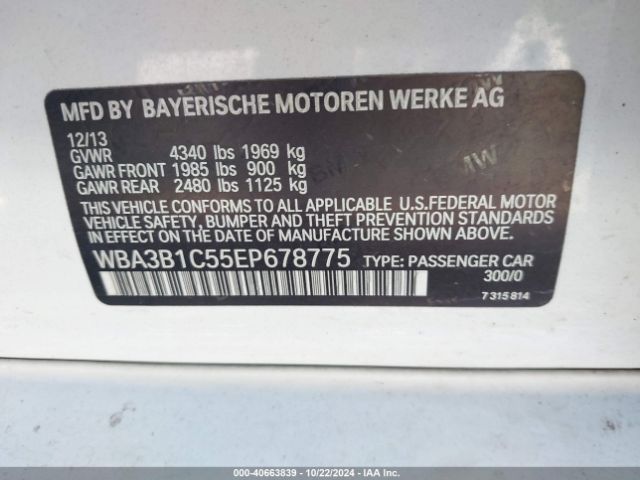 MFD BY BAYERISCHE MOTOREN WERKE AG
12/13
GVWR 4340 lbs 1969 kg
GAWR FRONT 1985 lbs 900 kg
GAWR REAR 2480 lbs 1125 kg
THIS VEHICLE CONFORMS TO ALL APPLICABLE U.S.FEDERAL MOTOR
VEHICLE SAFETY, BUMPER AND THEFT PREVENTION STANDARDS
IN EFFECT ON THE DATE OF MANUFACTURE SHOWN ABOVE.
WBA3B1C55EP678775 TYPE: PASSENGER CAR
300/0
7 315 814
000-40663839 - 10/22/2024 - IAA Inc.